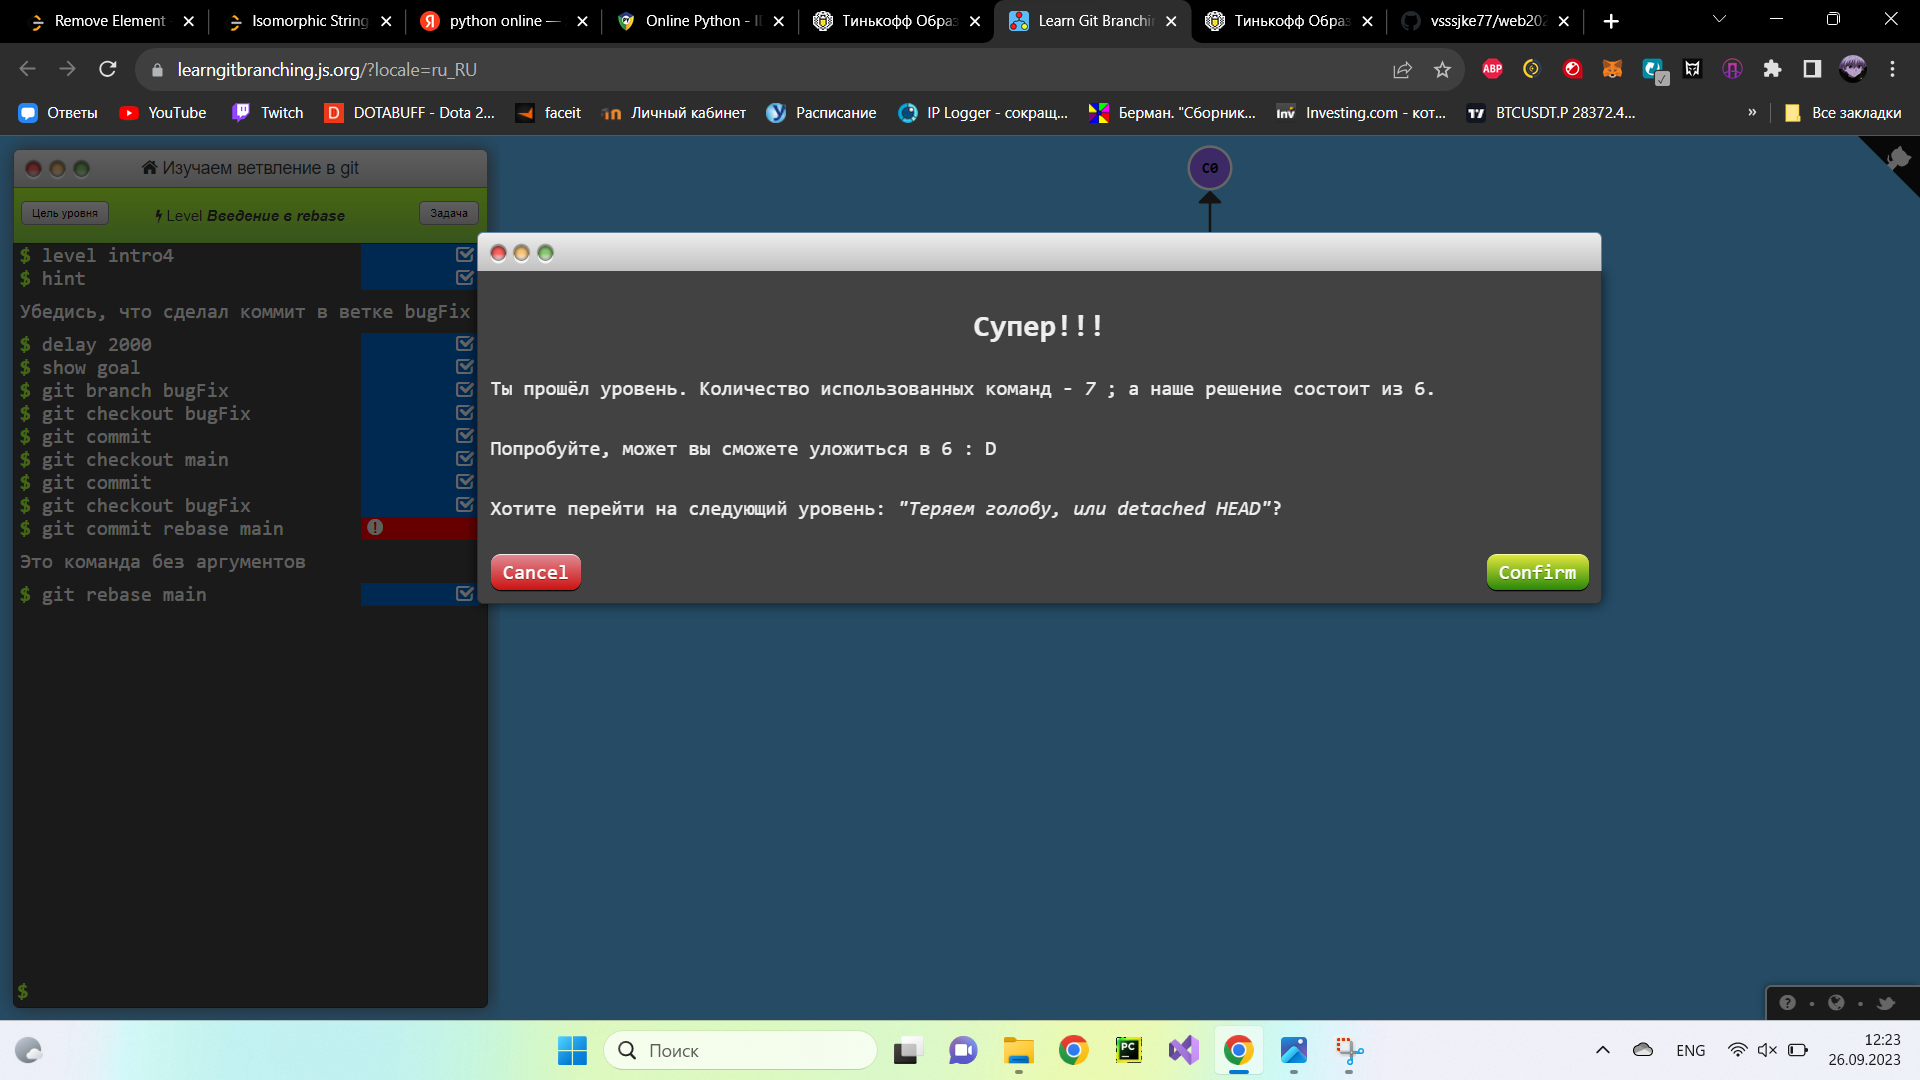 Remove Element
Isomorphic String
python online —
Online Python - I
Тинькофф Образ
Learn Git Branchi
Тинькофф Образ
vsssjke77/web202
learngitbranching.js.org/?locale=ru_RU
ABP
Ответы
YouTube
Twitch
DOTABUFF - Dota 2...
faceit
Личный кабинет
Расписание
IP Logger - сокращ...
Берман. "Сборник...
Investing.com - кот...
BTCUSDT.P 28372.4...
»
Все закладки
C0
Изучаем ветвление в git
Цель уровня
Level Введение в rebase
Задача
$ level intro4
$ hint
Убедись, что сделал коммит в ветке bugFix
$ delay 2000
$ show goal
$ git branch bugFix
$ git checkout bugFix
$ git commit
$ git checkout main
$ git commit
$ git checkout bugFix
$ git commit rebase main
Это команда без аргументов
$ git rebase main
$
Супер!!!
Ты прошёл уровень. Количество использованных команд - 7 ; а наше решение состоит из 6.
Попробуйте, может вы сможете уложиться в 6 : D
Хотите перейти на следующий уровень: "Теряем голову, или detached HEAD"?
Cancel
Confirm
Поиск
PC
ENG
12:23
26.09.2023